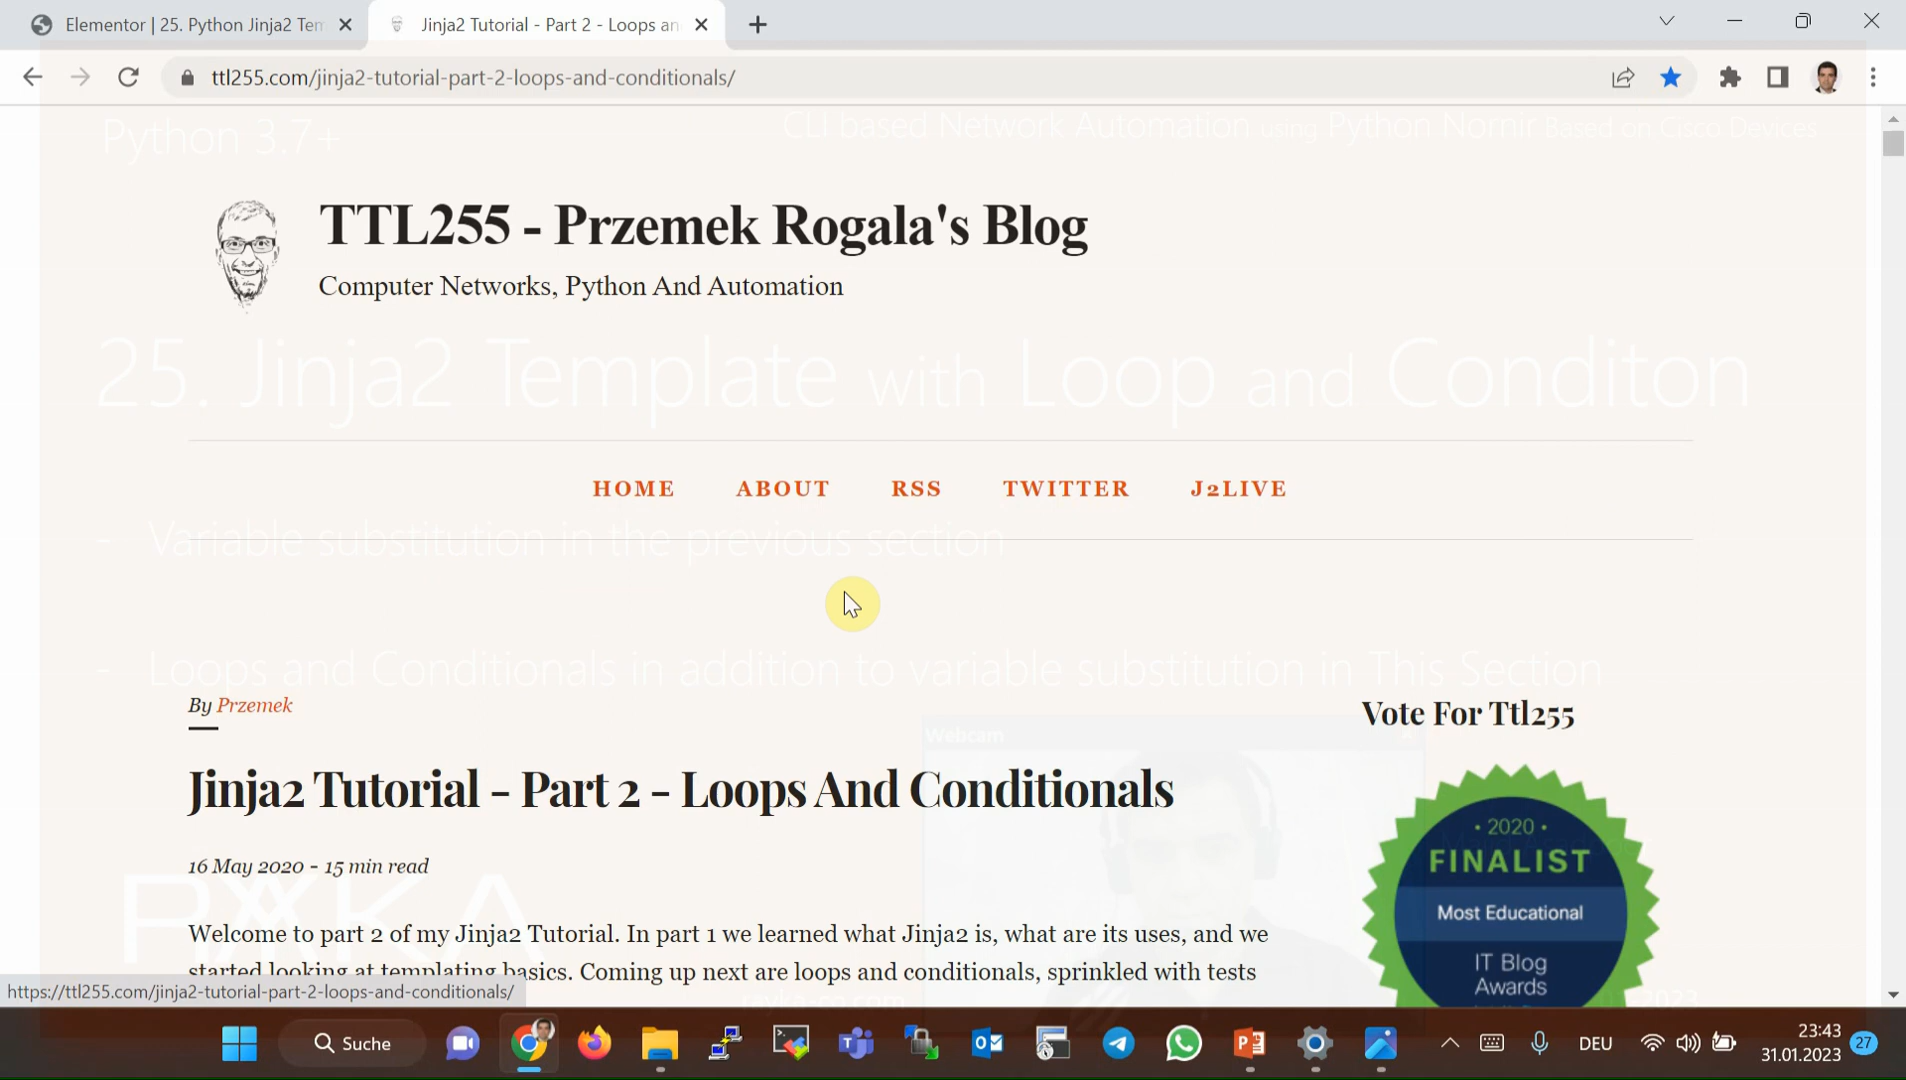 Elementor | 25. Python Jinja2 Tem
Jinja2 Tutorial - Part 2 - Loops an
ttl255.com/jinja2-tutorial-part-2-loops-and-conditionals/
Python 3.7+
CLI based Network Automation using Python Nornir Based on Cisco Devices
TTL255 - Przemek Rogala's Blog
Computer Networks, Python And Automation
25. Jinja2 Template with Loop and Conditon
HOME ABOUT RSS TWITTER J2LIVE
- Variable substitution in the previous section
- Loops and Conditionals in addition to variable substitution in This Section
By Przemek
Vote For Ttl255
Webcam
Jinja2 Tutorial - Part 2 - Loops And Conditionals
16 May 2020 - 15 min read
• 2020 •
FINALIST
Most Educational
IT Blog
Awards
Welcome to part 2 of my Jinja2 Tutorial. In part 1 we learned what Jinja2 is, what are its uses, and we
started looking at templating basics. Coming up next are loops and conditionals, sprinkled with tests
https://ttl255.com/jinja2-tutorial-part-2-loops-and-conditionals/
Suche
DEU
23:43
31.01.2023
27